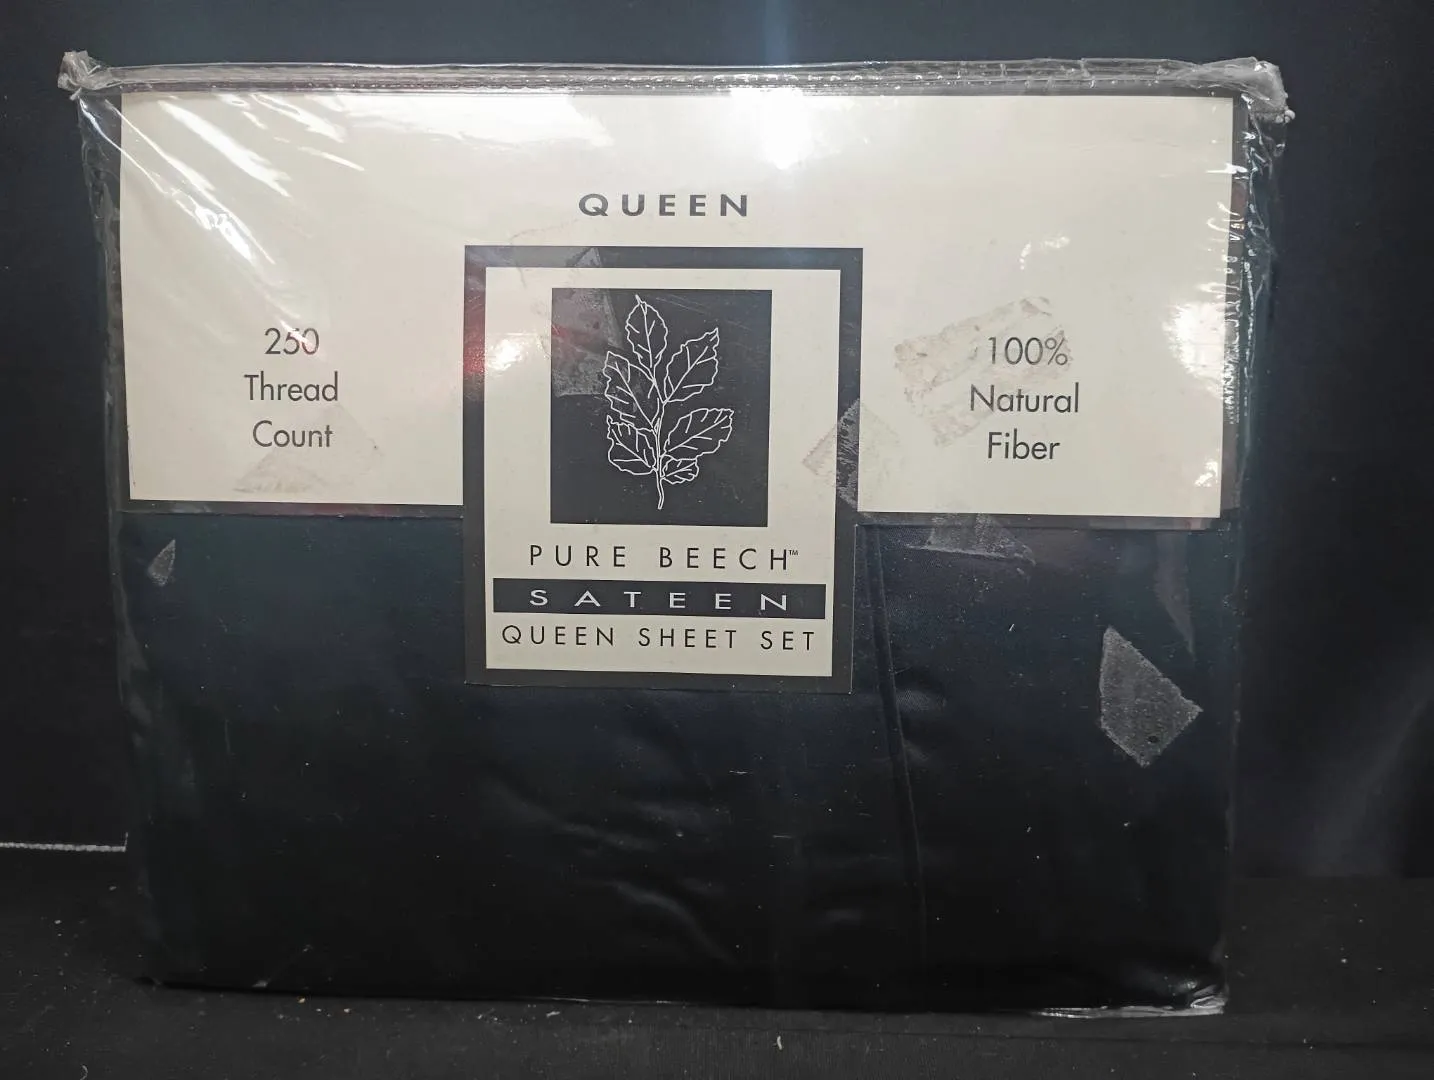 QUEEN
250
Thread
Count
100%
Natural
Fiber
PURE BEECH™
SATEEN
QUEEN SHEET SET